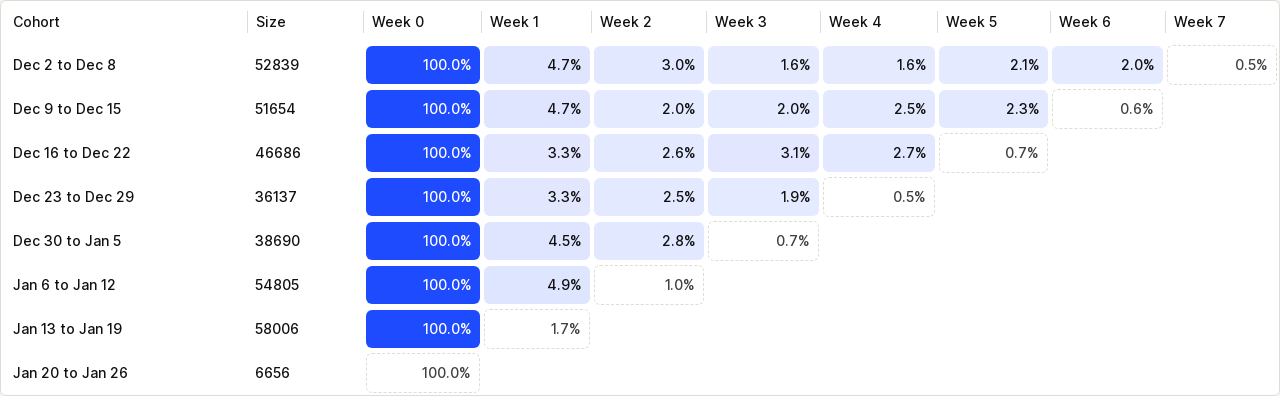 Cohort Size Week 0 Week 1 Week 2 Week 3 Week 4 Week 5 Week 6 Week 7
Dec 2 to Dec 8 52839 100.0% 4.7% 3.0% 1.6% 1.6% 2.1% 2.0% 0.5%
Dec 9 to Dec 15 51654 100.0% 4.7% 2.0% 2.0% 2.5% 2.3% 0.6%
Dec 16 to Dec 22 46686 100.0% 3.3% 2.6% 3.1% 2.7% 0.7%
Dec 23 to Dec 29 36137 100.0% 3.3% 2.5% 1.9% 0.5%
Dec 30 to Jan 5 38690 100.0% 4.5% 2.8% 0.7%
Jan 6 to Jan 12 54805 100.0% 4.9% 1.0%
Jan 13 to Jan 19 58006 100.0% 1.7%
Jan 20 to Jan 26 6656 100.0%